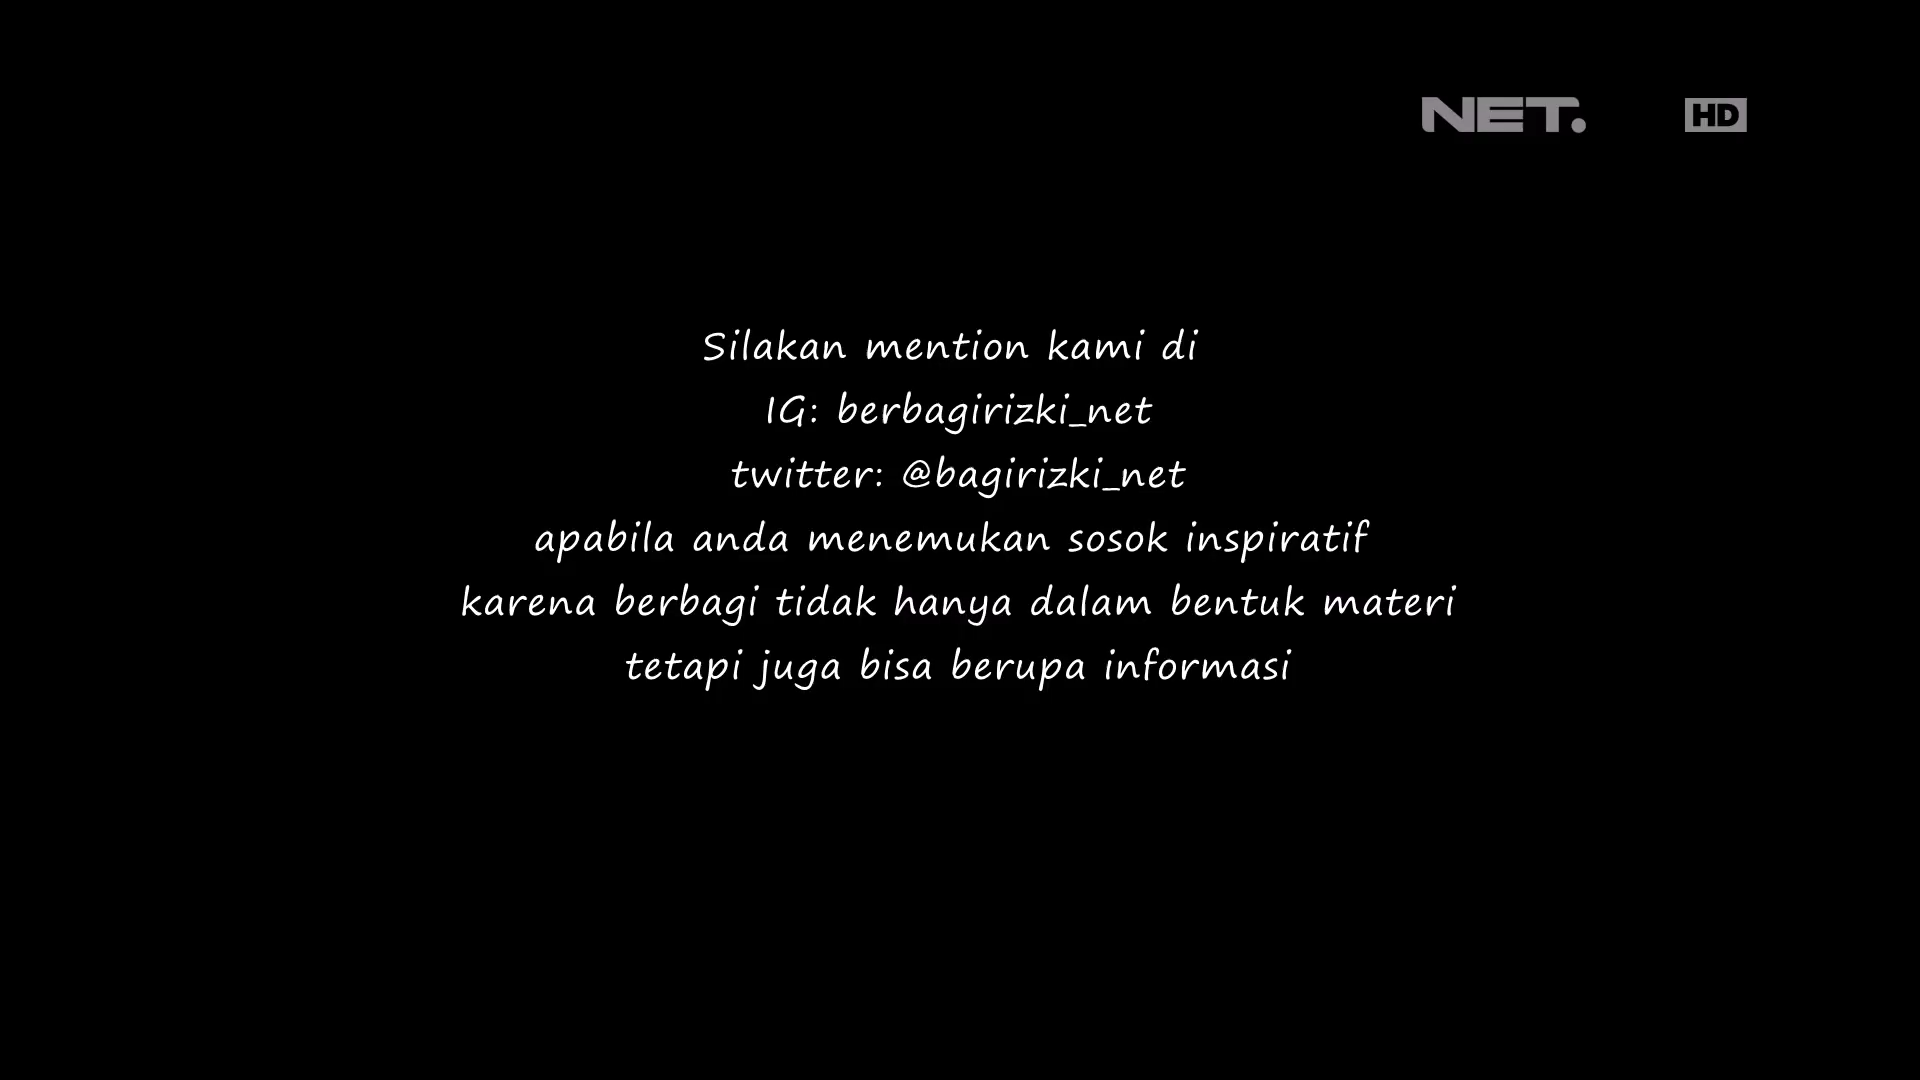 NET.
HD
Silakan mention kami di
IG: berbagirizki_net
twitter: @bagirizki_net
apabila anda menemukan sosok inspiratif
karena berbagi tidak hanya dalam bentuk materi
tetapi juga bisa berupa informasi